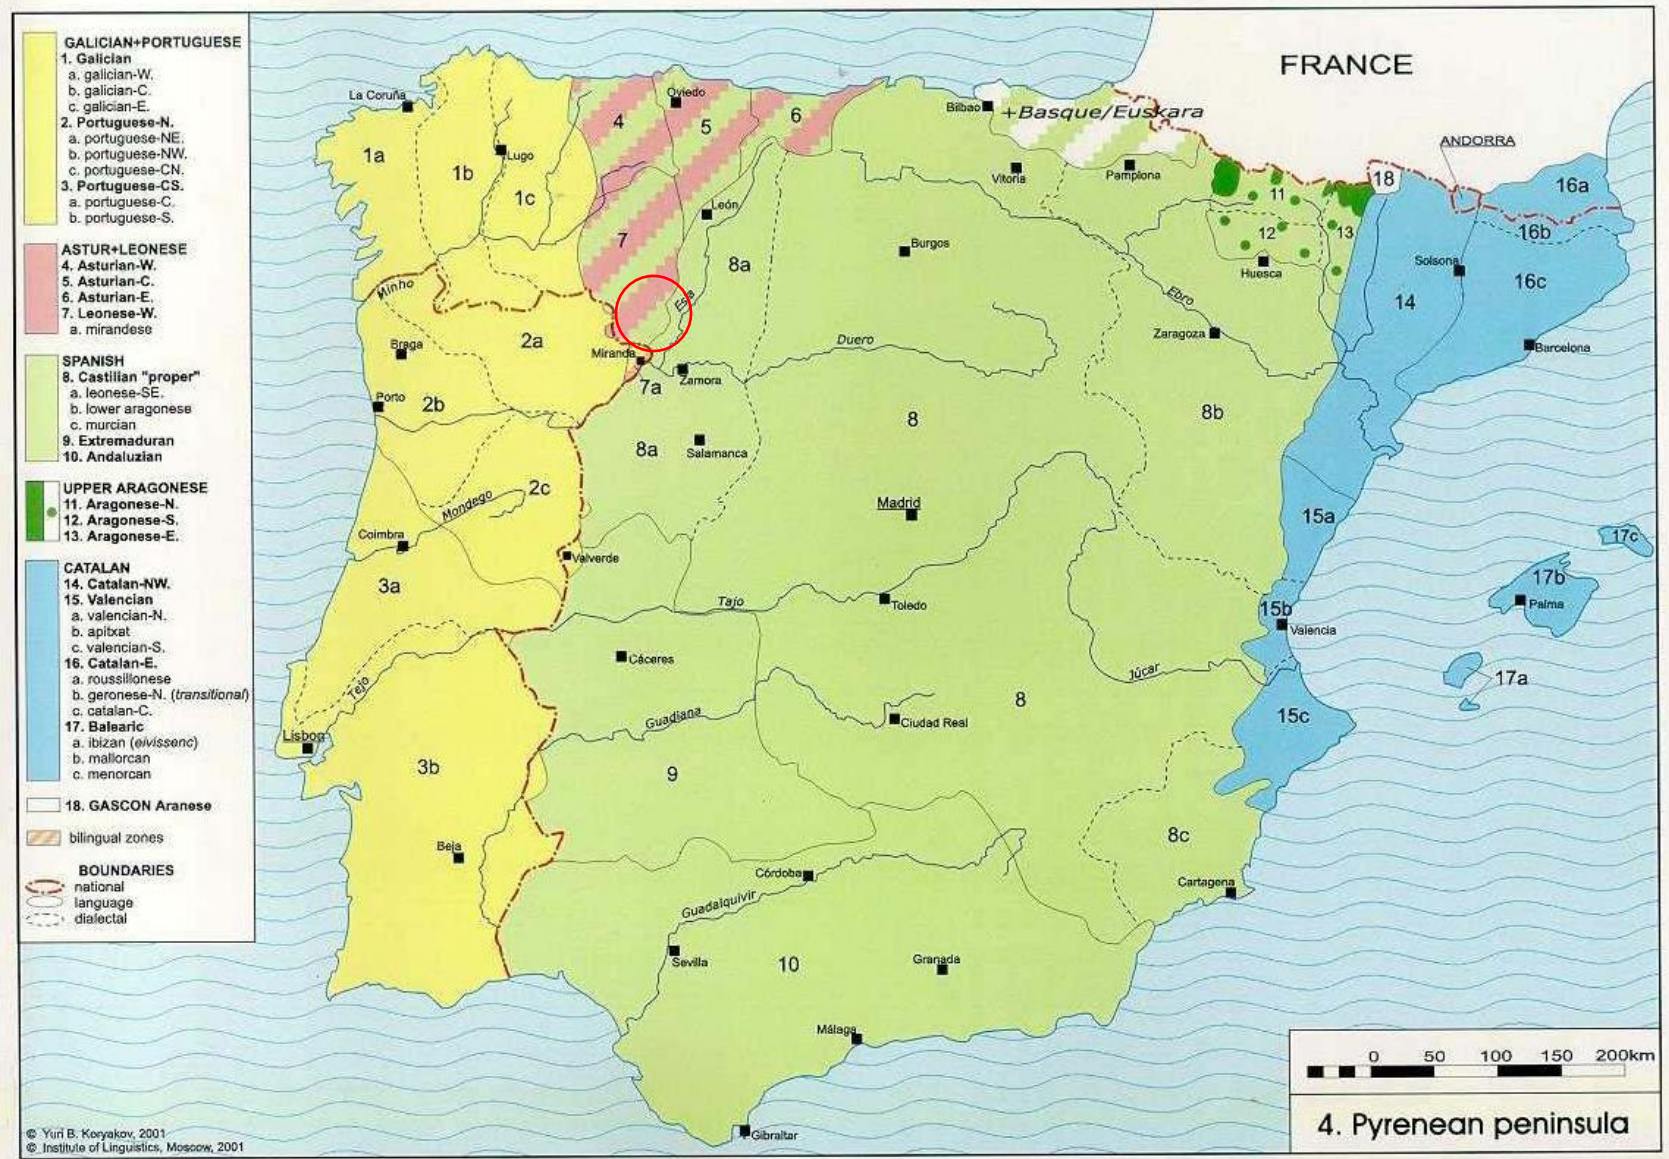 GALICIAN+PORTUGUESE
1. Galician
a. galician-W.
b. galician-C.
c. galician-E.
2. Portuguese-N.
a. portuguese-NE.
b. portuguese-NW.
c. portuguese-CN.
3. Portuguese-CS.
a. portuguese-C.
b. portuguese-S.
ASTUR+LEONESE
4. Asturian-W.
5. Asturian-C.
6. Asturian-E.
7. Leonese-W.
a. mirandese
SPANISH
8. Castilian "proper"
a. leonese-SE.
b. lower aragonese
c. murcian
9. Extremaduran
10. Andaluzian
UPPER ARAGONESE
11. Aragonese-N.
12. Aragonese-S.
13. Aragonese-E.
CATALAN
14. Catalan-NW.
15. Valencian
a. valencian-N.
b. apitxat
c. valencian-S.
16. Catalan-E.
a. roussillonese
b. geronese-N. (transitional)
c. catalan-C.
17. Balearic
a. ibizan (eivissenc)
b. mallorcan
c. menorcan
18. GASCON Aranese
bilingual zones
BOUNDARIES
national
language
dialectal
© Yuri B. Koryakov, 2001
© Institute of Linguistics, Moscow, 2001
FRANCE
La Coruña
Oviedo
Bilbao
+Basque/Euskara
ANDORRA
4
5
6
1a
1b
Lugo
1c
Vitoria
Pamplona
18
16a
11
12
13
16b
León
7
8a
Burgos
Huesca
Solsona
16c
Minho
Esa
Ebro
14
Braga
2a
Miranda
Duero
Zaragoza
Barcelona
Porto
2b
7a
Zamora
8
8b
8a
Salamanca
2c
Mondego
Madrid
15a
Coimbra
Valverde
17c
3a
17b
Tajo
Toledo
Palma
15b
Valencia
Cáceres
Júcar
17a
Tejo
8
Guadiana
Ciudad Real
15c
Lisbon
3b
9
8c
Beja
Córdoba
Cartagena
Guadalquivir
Sevilla
10
Granada
Málaga
Gibraltar
0 50 100 150 200km
4. Pyrenean peninsula